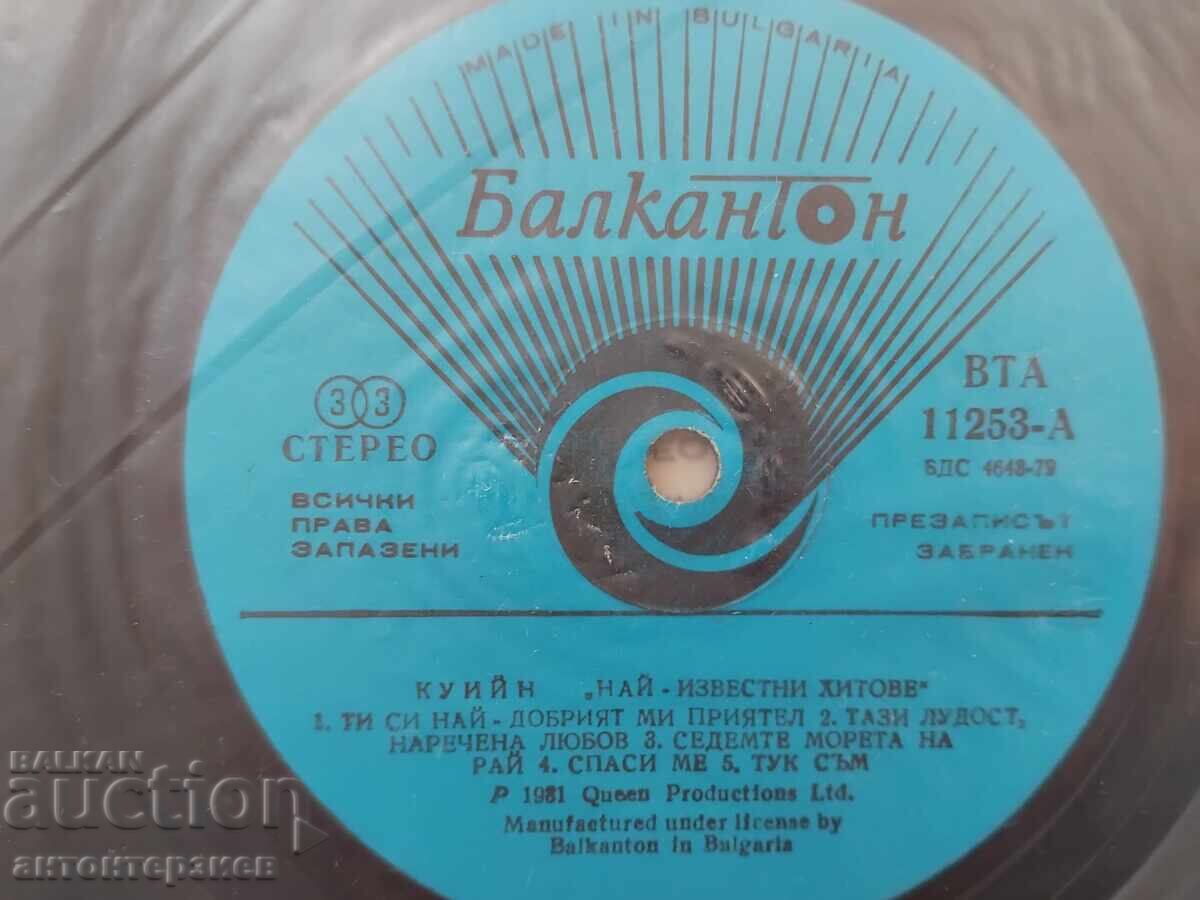 MADE IN BULGARIA
Балкантон
33
СТЕРЕО
ВСИЧКИ
ПРАВА
ЗАПАЗЕНИ
ВТА
11253-А
БДС 4648-79
ПРЕЗАПИСЪТ
ЗАБРАНЕН
КУИЙН „НАЙ - ИЗВЕСТНИ ХИТОВЕ"
1. ТИ СИ НАЙ - ДОБРИЯТ МИ ПРИЯТЕЛ 2. ТАЗИ ЛУДОСТ,
НАРЕЧЕНА ЛЮБОВ 3. СЕДЕМТЕ МОРЕТА НА
РАЙ 4. СПАСИ МЕ 5. ТУК СЪМ
P 1981 Queen Productions Ltd.
Manufactured under license by
Balkanton in Bulgaria
BALKAN
auction
антоктеракев